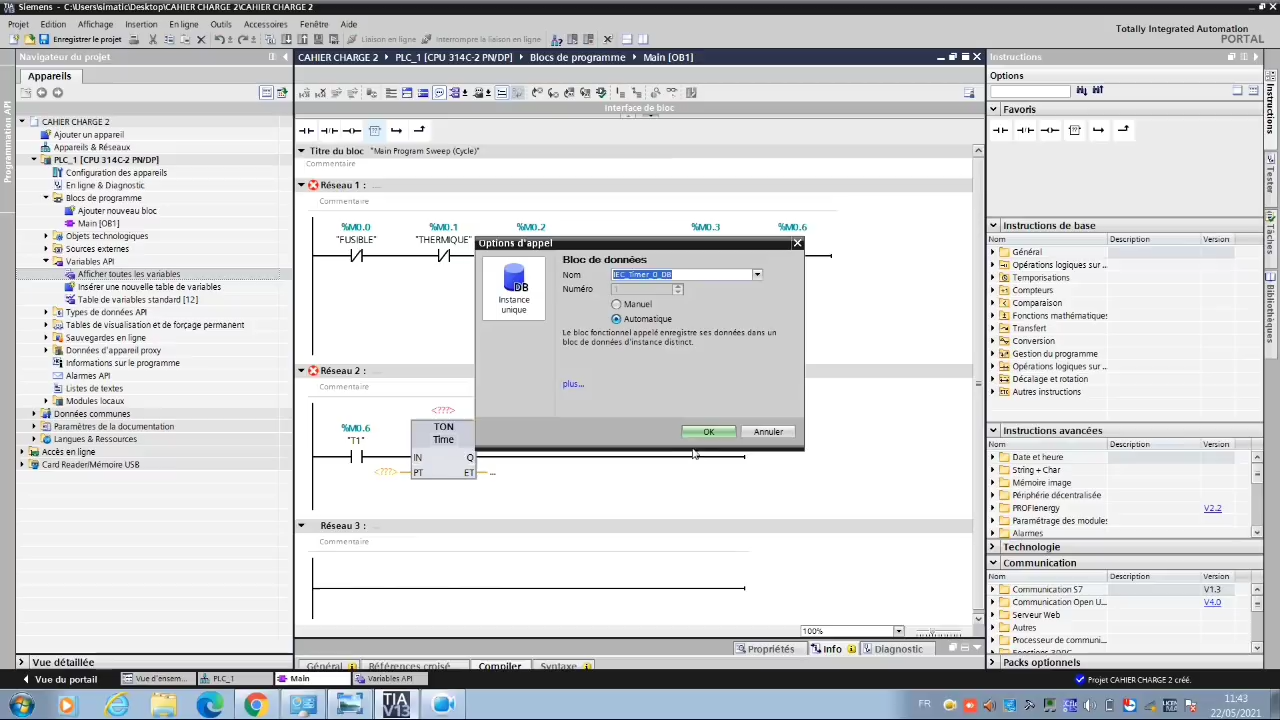 Siemens - C:\Users\simatic\Desktop\CAHIER CHARGE 2\CAHIER CHARGE 2
Projet Edition Affichage Insertion En ligne Outils Accessoires Fenêtre Aide
Totally Integrated Automation
PORTAL
Enregistrer le projet Liaison en ligne Interrompre la liaison en ligne
Navigateur du projet
CAHIER CHARGE 2 PLC_1 [CPU 314C-2 PN/DP] Blocs de programme Main [OB1]
Instructions
Appareils
Options
Programmation API
CAHIER CHARGE 2
Ajouter un appareil
Appareils & Réseaux
PLC_1 [CPU 314C-2 PN/DP]
Configuration des appareils
En ligne & Diagnostic
Blocs de programme
Ajouter nouveau bloc
Main [OB1]
Objets technologiques
Sources externes
Variables API
Afficher toutes les variables
Insérer une nouvelle table de variables
Table de variables standard [12]
Types de données API
Tables de visualisation et de forçage permanent
Sauvegardes en ligne
Données d'appareil proxy
Informations sur le programme
Alarmes API
Listes de textes
Modules locaux
Données communes
Paramètres de la documentation
Langues & Ressources
Accès en ligne
Card Reader/Mémoire USB
Vue détaillée
Interface de bloc
Titre du bloc "Main Program Sweep (Cycle)"
Commentaire
Réseau 1 : ....
Commentaire
%M0.0 %M0.1 %M0.2 %M0.3 %M0.6
"FUSIBLE" "THERMIQUE"
Réseau 2 : ....
Commentaire
<???>
%M0.6
"T1"
TON
Time
IN Q
<???> PT ET ...
Réseau 3 : ....
Commentaire
100%
Options d'appel
Bloc de données
Nom IEC_Timer_0_DB
Numéro 1
Manuel
Automatique
DB
Instance
unique
Le bloc fonctionnel appelé enregistre ses données dans un
bloc de données d'instance distinct.
plus...
OK Annuler
Favoris
Instructions de base
Nom Description Version
Général
Opérations logiques sur ...
Temporisations
Compteurs
Comparaison
Fonctions mathématiques
Transfert
Conversion
Gestion du programme
Opérations logiques sur ...
Décalage et rotation
Autres instructions
Instructions avancées
Nom Description Version
Date et heure
String + Char
Mémoire image
Périphérie décentralisée
PROFIenergy V2.2
Paramétrage des modules
Alarmes
Technologie
Communication
Nom Description Version
Communication S7 V1.3
Communication Open U... V4.0
Serveur Web
Autres
Processeur de communi...
Packs optionnels
Instructions
Tester
Tâches
Bibliothèques
Propriétés Info Diagnostic
Général Références croisé... Compiler Syntaxe
Vue du portail Vue d'ensem... PLC_1 Main Variables API
Projet CAHIER CHARGE 2 créé.
TIA
V13
FR
11:43
22/05/2021